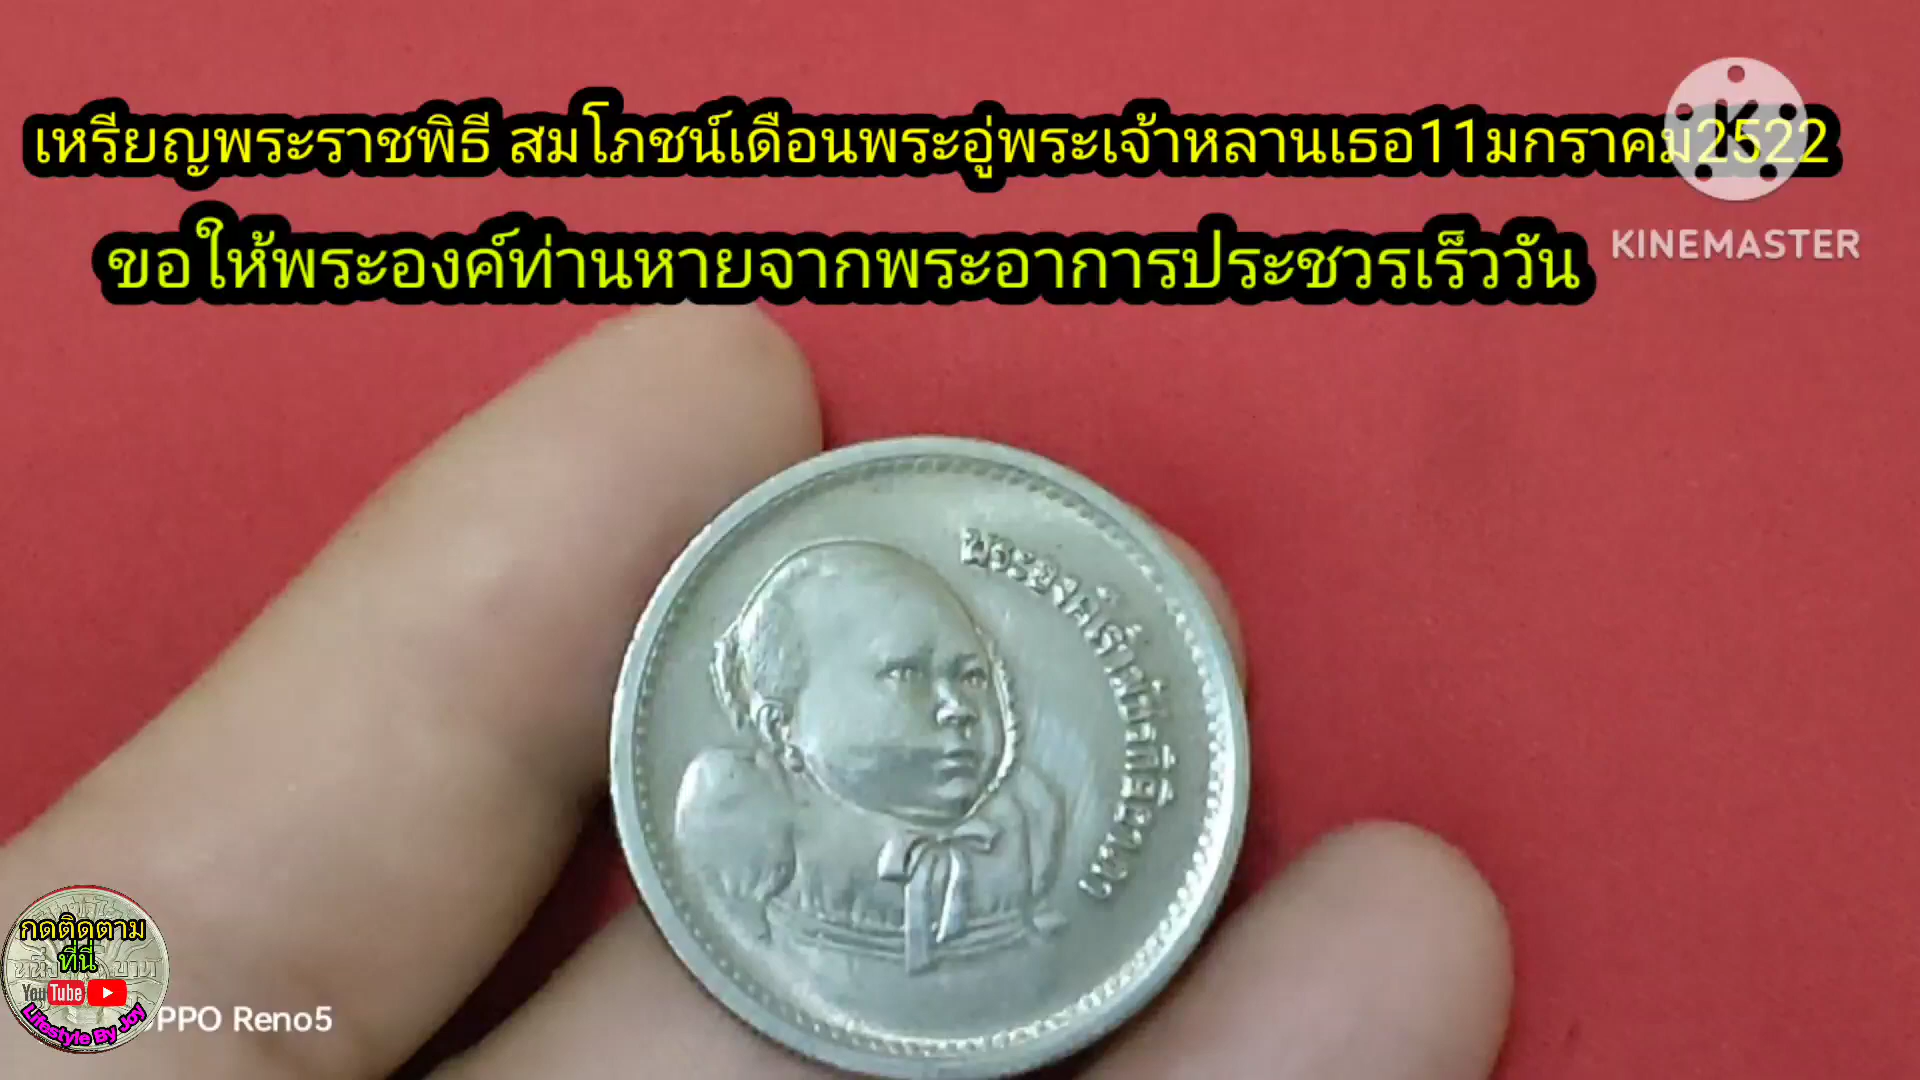 เหรียญพระราชพิธี สมโภชน์เดือนพระอู่พระเจ้าหลานเธอ11มกราคม2522
ขอให้พระองค์ท่านหายจากพระอาการประชวรเร็ววัน
KINEMASTER
พระองค์เจ้าพัชรกิติยาภา
กดติดตาม
ที่นี่
YouTube
Lifestyle By Joy
OPPO Reno5